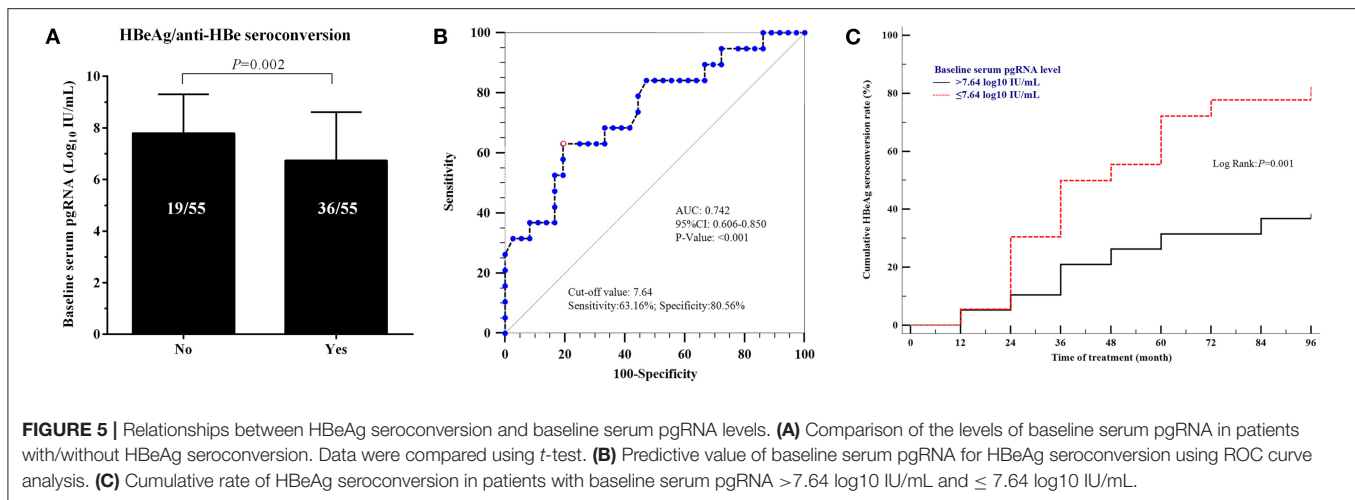 A
HBeAg/anti-HBe seroconversion
P=0.002
Baseline serum pgRNA (Log10 IU/mL)
10
8
6
4
2
0
19/55
36/55
No
Yes
B
Sensitivity
100
80
60
40
20
0
AUC: 0.742
95%CI: 0.606-0.850
P-Value: <0.001
Cut-off value: 7.64
Sensitivity:63.16%; Specificity:80.56%
0 20 40 60 80 100
100-Specificity
C
Cumulative HBeAg seroconversion rate (%)
100
80
60
40
20
0
Baseline serum pgRNA level
>7.64 log10 IU/mL
≤7.64 log10 IU/mL
Log Rank:P=0.001
0 12 24 36 48 60 72 84 96
Time of treatment (month)
FIGURE 5 | Relationships between HBeAg seroconversion and baseline serum pgRNA levels. (A) Comparison of the levels of baseline serum pgRNA in patients
with/without HBeAg seroconversion. Data were compared using t-test. (B) Predictive value of baseline serum pgRNA for HBeAg seroconversion using ROC curve
analysis. (C) Cumulative rate of HBeAg seroconversion in patients with baseline serum pgRNA >7.64 log10 IU/mL and ≤ 7.64 log10 IU/mL.